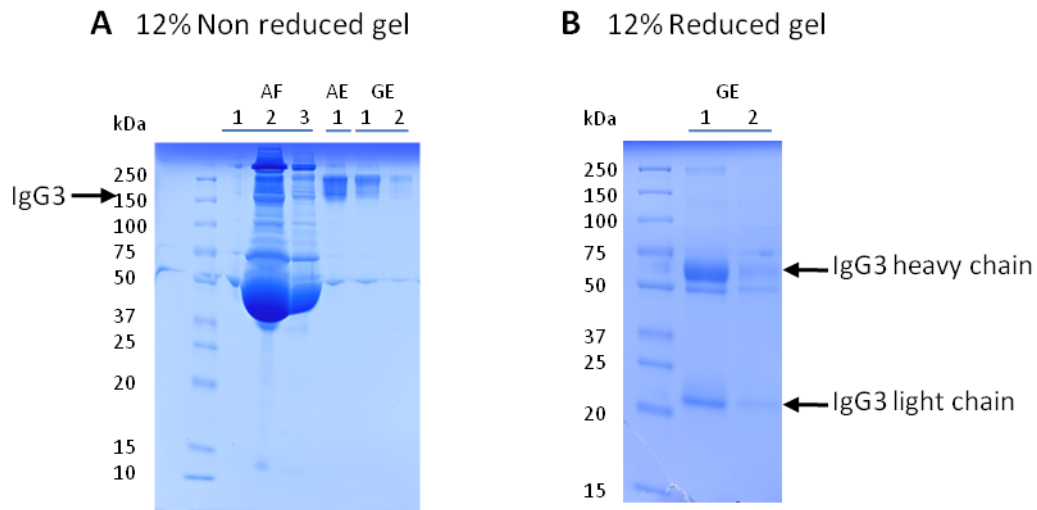 A 12% Non reduced gel
AF AE GE
1 2 3 1 1 2
kDa
250
IgG3
150
100
75
50
37
25
20
15
10
B 12% Reduced gel
GE
1 2
kDa
250
150
100
75
IgG3 heavy chain
50
37
25
IgG3 light chain
20
15